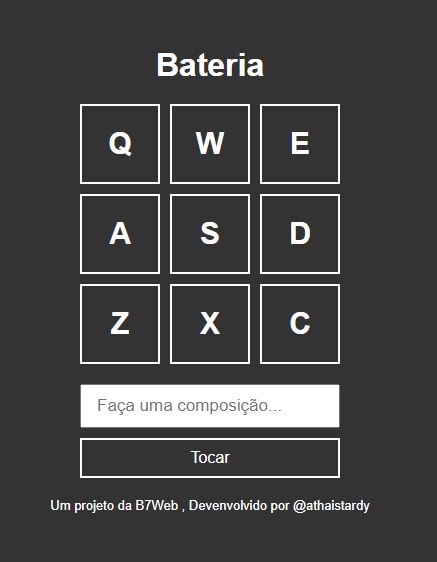 Bateria
Q W E
A S D
Z X C
Faça uma composição...
Tocar
Um projeto da B7Web , Devenvolvido por @athaistardy